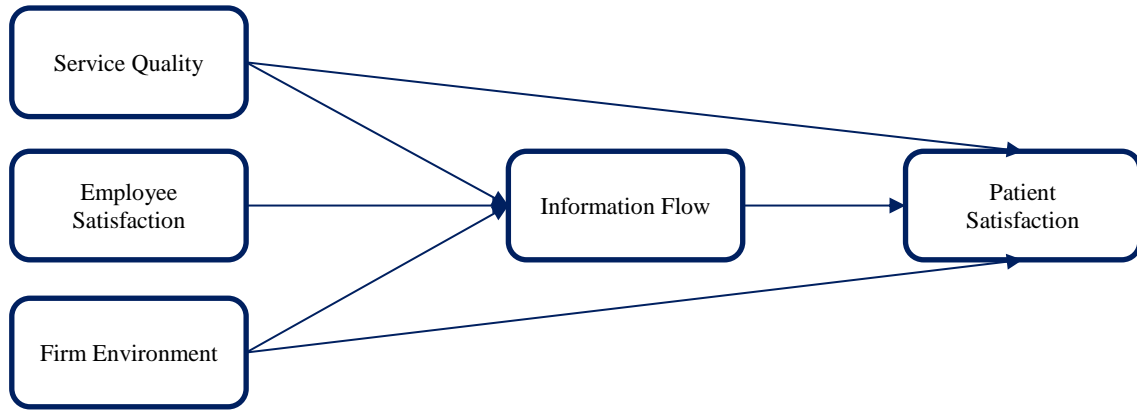 Service Quality
Employee
Satisfaction
Information Flow
Patient
Satisfaction
Firm Environment